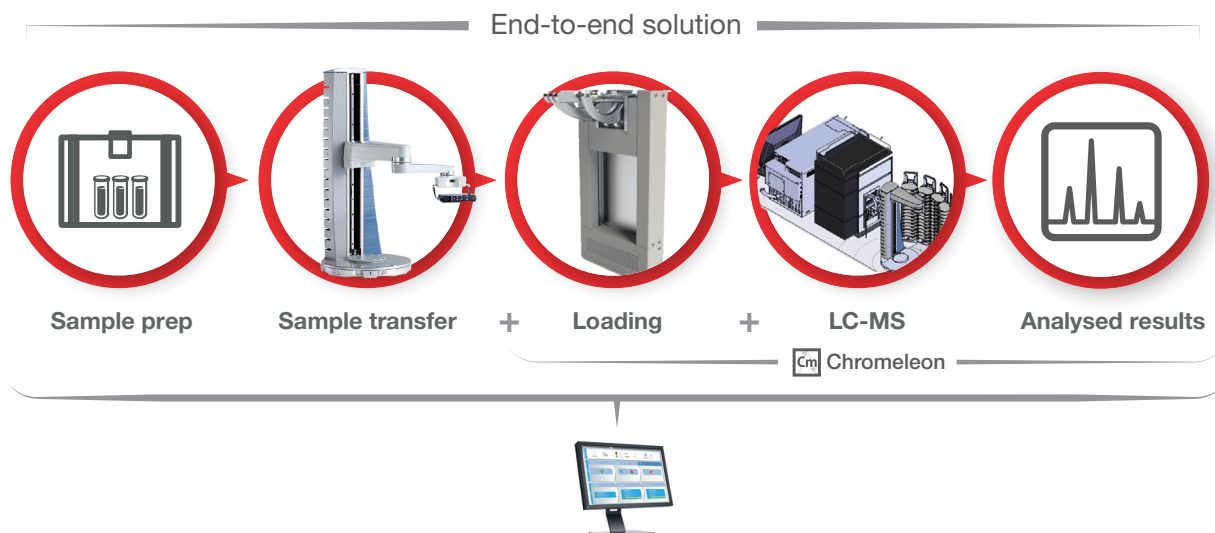 End-to-end solution
Sample prep
Sample transfer
+
Loading
+
LC-MS
Analysed results
Cm Chromeleon